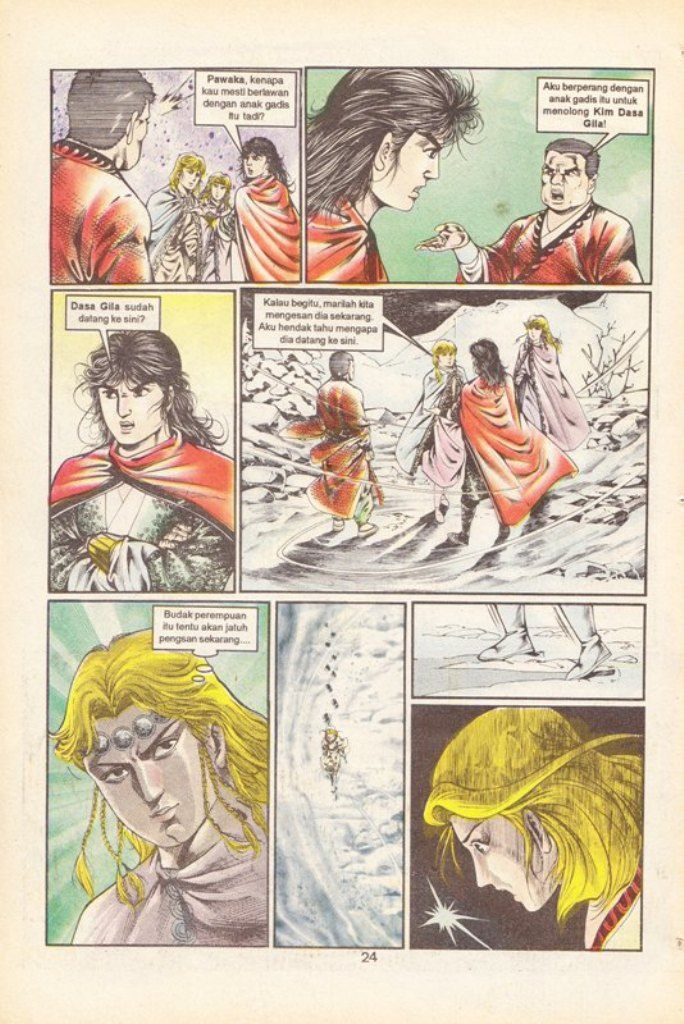 Pawaka, kenapa
kau mesti berlawan
dengan anak gadis
itu tadi?
Aku berperang dengan
anak gadis itu untuk
menolong Kim Dasa
Gila!
Dasa Gila sudah
datang ke sini?
Kalau begitu, marilah kita
mengesan dia sekarang.
Aku hendak tahu mengapa
dia datang ke sini.
Budak perempuan
itu tentu akan jatuh
pengsan sekarang....
24